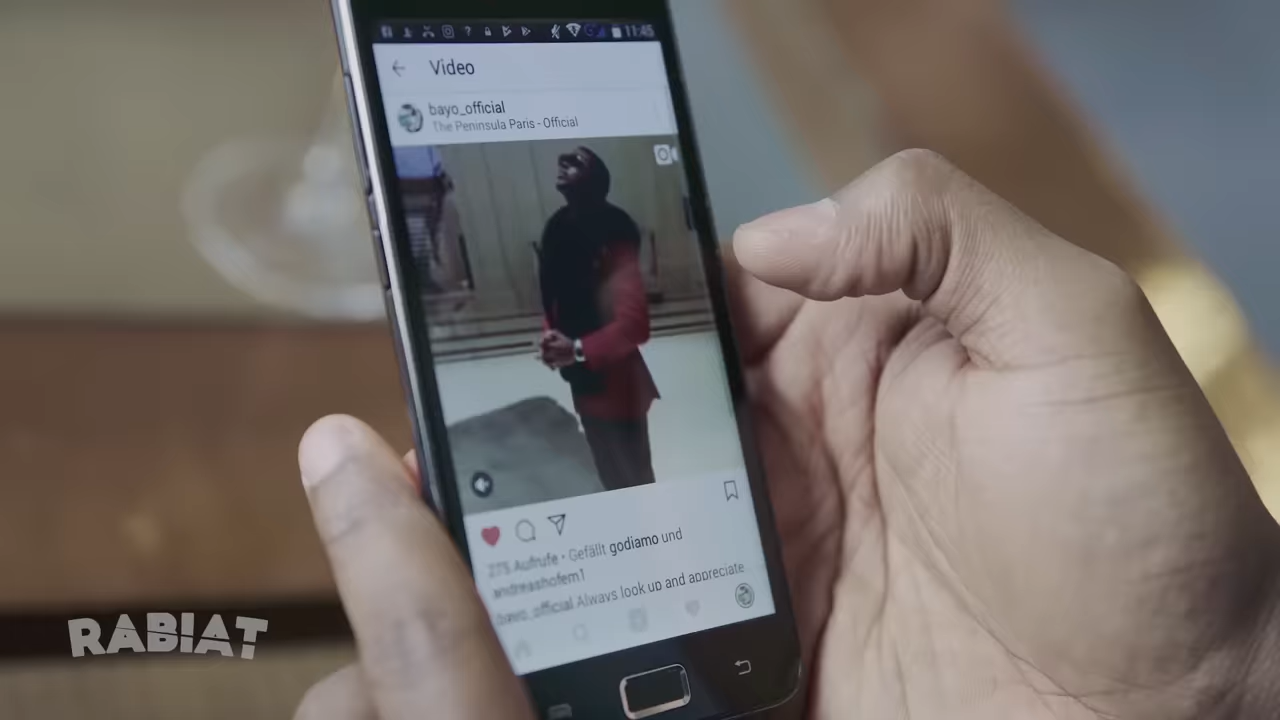 11:45
Video
bayo_official
The Peninsula Paris - Official
275 Aufrufe • Gefällt godiamo und
andreashofem1
bayo_official Always look up and appreciate
RABIAT